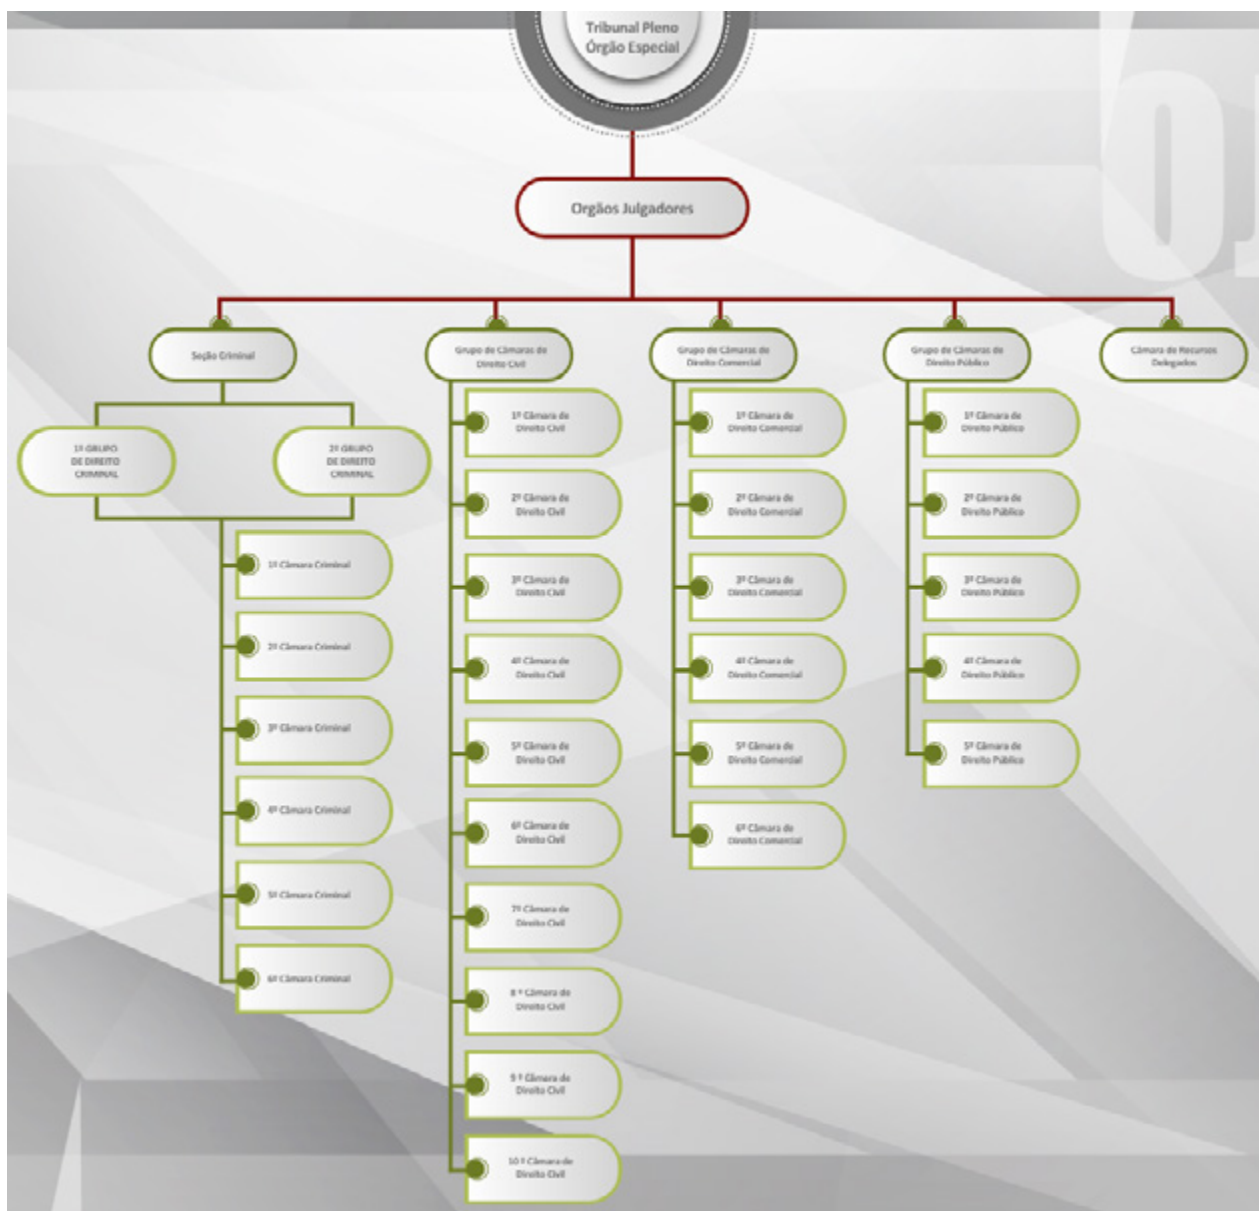 Tribunal Pleno
Órgão Especial
OJ
Orgãos Julgadores
Seção Criminal
Grupo de Câmaras de
Direito Civil
Grupo de Câmaras de
Direito Comercial
Grupo de Câmaras de
Direito Público
Câmara de Recursos
Delegados
1º GRUPO
DE DIREITO
CRIMINAL
2º GRUPO
DE DIREITO
CRIMINAL
1ª Câmara Criminal
2ª Câmara Criminal
3ª Câmara Criminal
4ª Câmara Criminal
5ª Câmara Criminal
6ª Câmara Criminal
1ª Câmara de
Direito Civil
2ª Câmara de
Direito Civil
3ª Câmara de
Direito Civil
4ª Câmara de
Direito Civil
5ª Câmara de
Direito Civil
6ª Câmara de
Direito Civil
7ª Câmara de
Direito Civil
8 ª Câmara de
Direito Civil
9 ª Câmara de
Direito Civil
10 ª Câmara de
Direito Civil
1ª Câmara de
Direito Comercial
2ª Câmara de
Direito Comercial
3ª Câmara de
Direito Comercial
4ª Câmara de
Direito Comercial
5ª Câmara de
Direito Comercial
6ª Câmara de
Direito Comercial
1ª Câmara de
Direito Público
2ª Câmara de
Direito Público
3ª Câmara de
Direito Público
4ª Câmara de
Direito Público
5ª Câmara de
Direito Público